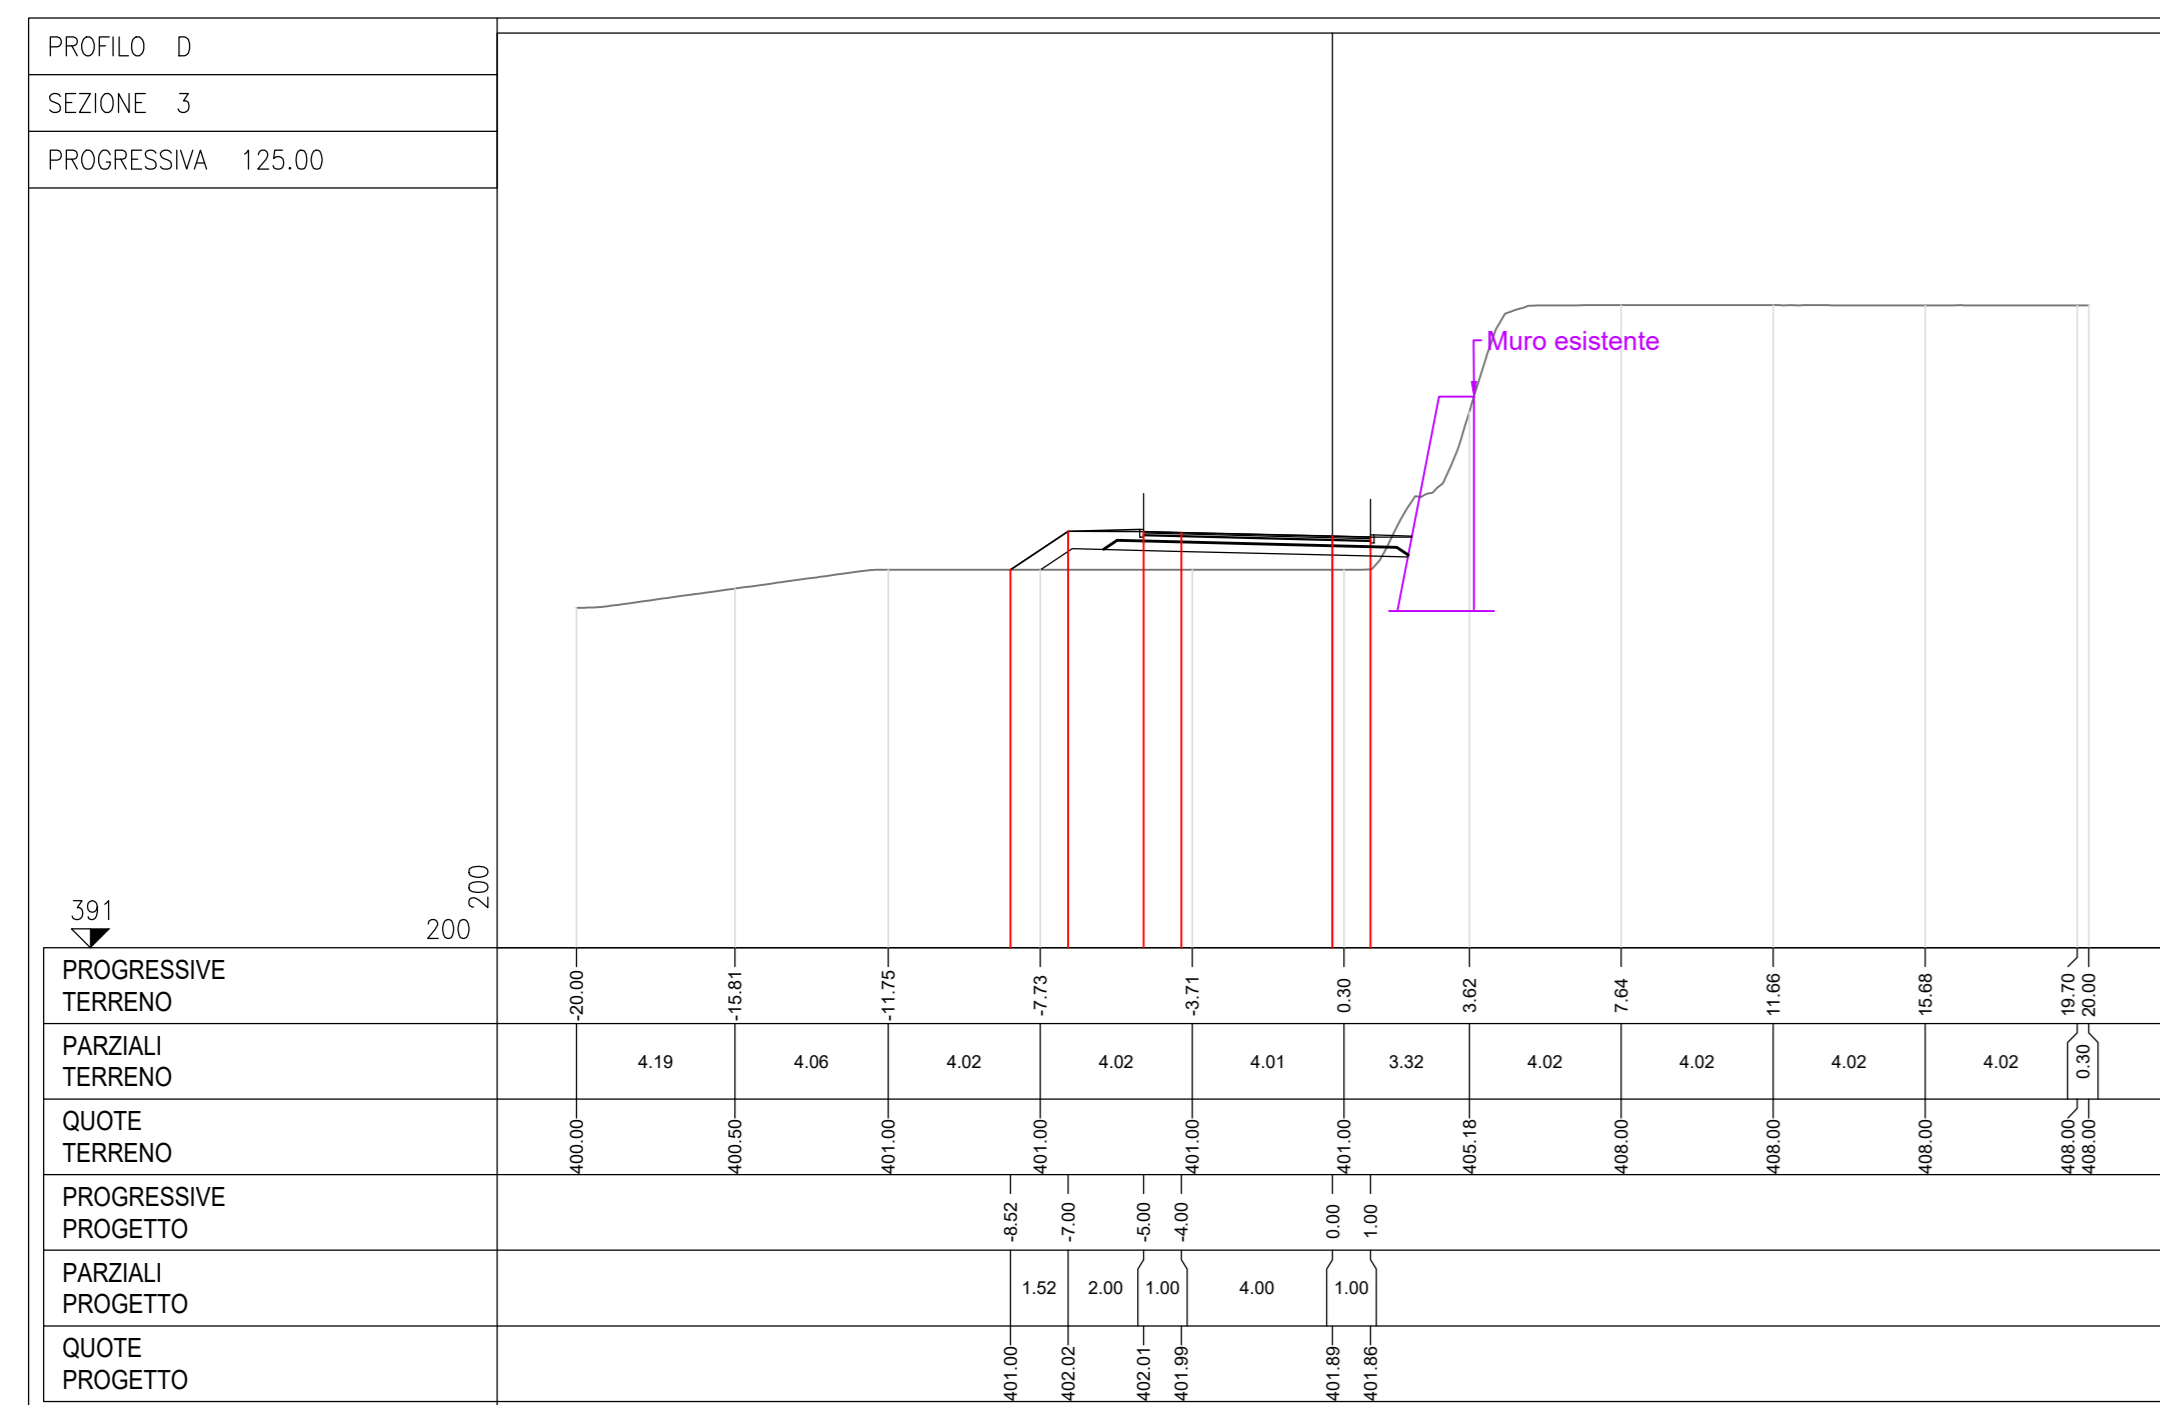 PROFILO D
SEZIONE 3
PROGRESSIVA 125.00
Muro esistente
200
391
200
PROGRESSIVE
TERRENO
-20.00 -15.81 -11.75 -7.73 -3.71 0.30 3.62 7.64 11.66 15.68 19.70 20.00
PARZIALI
TERRENO
4.19 4.06 4.02 4.02 4.01 3.32 4.02 4.02 4.02 4.02 0.30
QUOTE
TERRENO
400.00 400.50 401.00 401.00 401.00 401.00 405.18 408.00 408.00 408.00 408.00 408.00
PROGRESSIVE
PROGETTO
-8.52 -7.00 -5.00 -4.00 0.00 1.00
PARZIALI
PROGETTO
1.52 2.00 1.00 4.00 1.00
QUOTE
PROGETTO
401.00 402.02 402.01 401.99 401.89 401.86